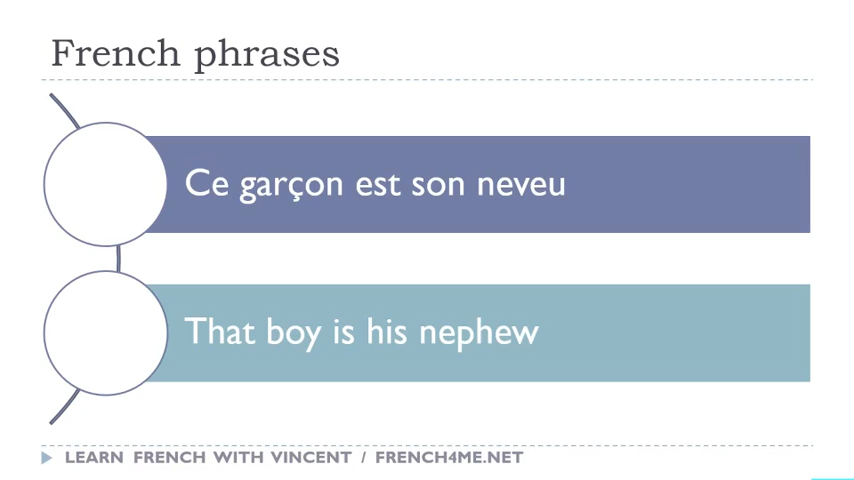 French phrases
Ce garçon est son neveu
That boy is his nephew
LEARN FRENCH WITH VINCENT / FRENCH4ME.NET